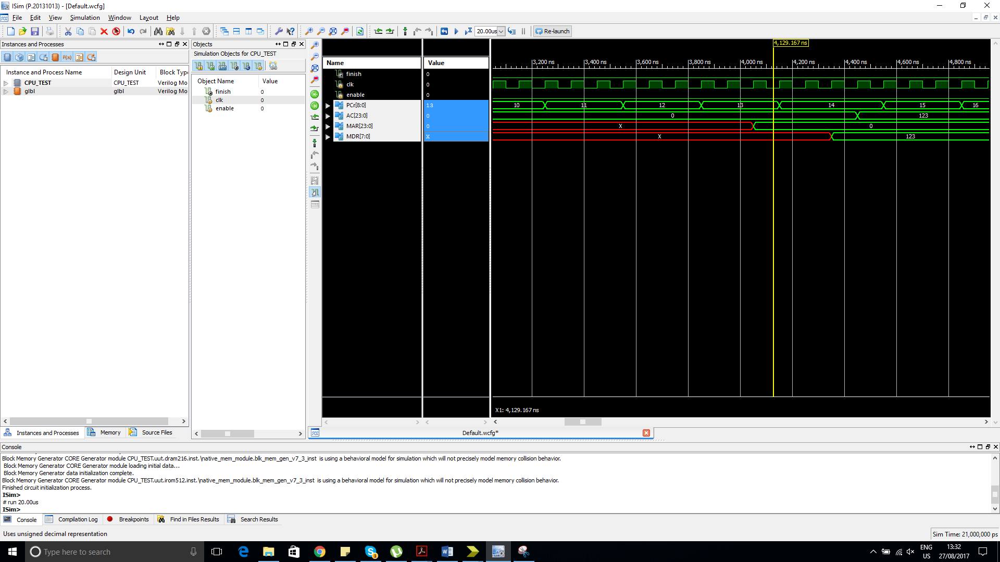 ISim (P.20131013) - [Default.wcfg]
File Edit View Simulation Window Layout Help
20.00us Re-launch
Instances and Processes
Objects
Simulation Objects for CPU_TEST
F(x)
Instance and Process Name Design Unit Block Typ
CPU_TEST CPU_TEST Verilog Mo
glbl glbl Verilog Mo
Object Name Value
finish 0
clk 0
enable 0
Name Value
finish 0
clk 0
enable 0
PCr[8:0] 13
AC[23:0] 0
MAR[23:0] 0
MDR[7:0] X
4,129.167 ns
3,200 ns 3,400 ns 3,600 ns 3,800 ns 4,000 ns 4,200 ns 4,400 ns 4,600 ns 4,800 ns
10 11 12 13 14 15 16
0 123
X 0
X 123
X1: 4,129.167 ns
Instances and Processes Memory Source Files
Default.wcfg*
Console
Block Memory Generator CORE Generator module CPU_TEST.uut.dram216.inst.\native_mem_module.blk_mem_gen_v7_3_inst is using a behavioral model for simulation which will not precisely model memory collision behavior.
Block Memory Generator CORE Generator module loading initial data...
Block Memory Generator data initialization complete.
Block Memory Generator CORE Generator module CPU_TEST.uut.irom512.inst.\native_mem_module.blk_mem_gen_v7_3_inst is using a behavioral model for simulation which will not precisely model memory collision behavior.
Finished circuit initialization process.
ISim>
# run 20.00us
ISim>
Console Compilation Log Breakpoints Find in Files Results Search Results
Uses unsigned decimal representation
Sim Time: 21,000,000 ps
Type here to search
ENG
US
13:32
27/08/2017